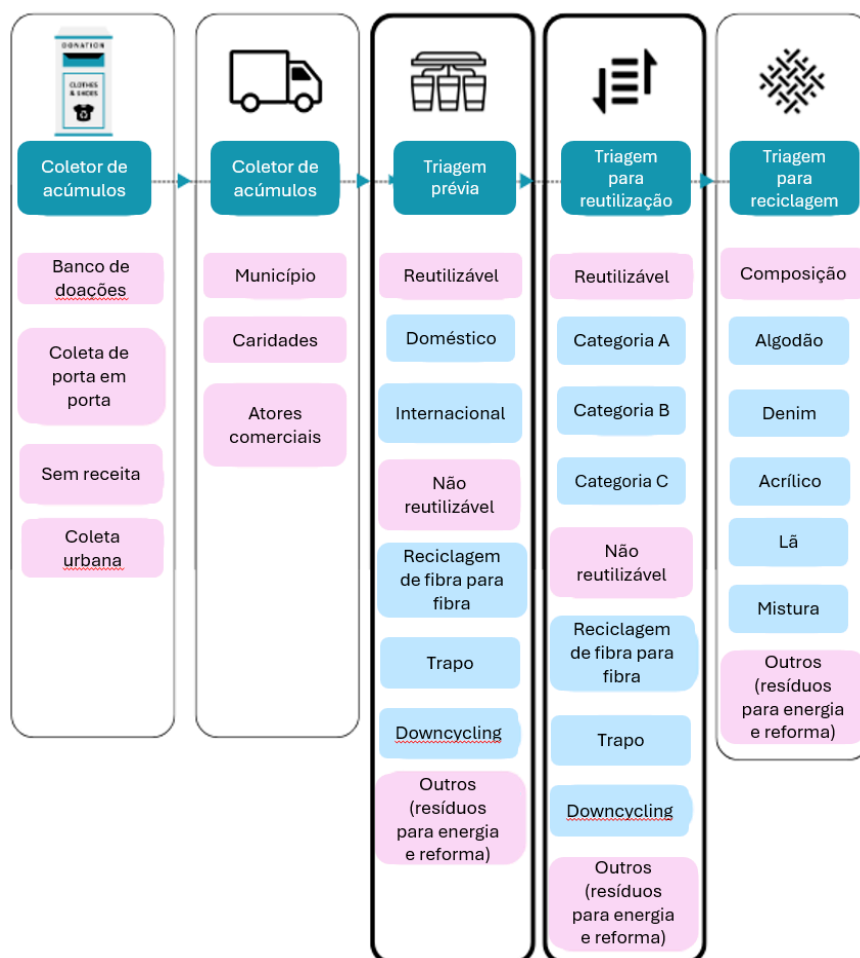 DONATION
CLOTHES
& SHOES
Coletor de
acúmulos
Banco de
doações
Coleta de
porta em
porta
Sem receita
Coleta
urbana
Coletor de
acúmulos
Município
Caridades
Atores
comerciais
Triagem
prévia
Reutilizável
Doméstico
Internacional
Não
reutilizável
Reciclagem
de fibra para
fibra
Trapo
Downcycling
Outros
(resíduos
para energia
e reforma)
Triagem
para
reutilização
Reutilizável
Categoria A
Categoria B
Categoria C
Não
reutilizável
Reciclagem
de fibra para
fibra
Trapo
Downcycling
Outros
(resíduos
para energia
e reforma)
Triagem
para
reciclagem
Composição
Algodão
Denim
Acrílico
Lã
Mistura
Outros
(resíduos
para energia
e reforma)